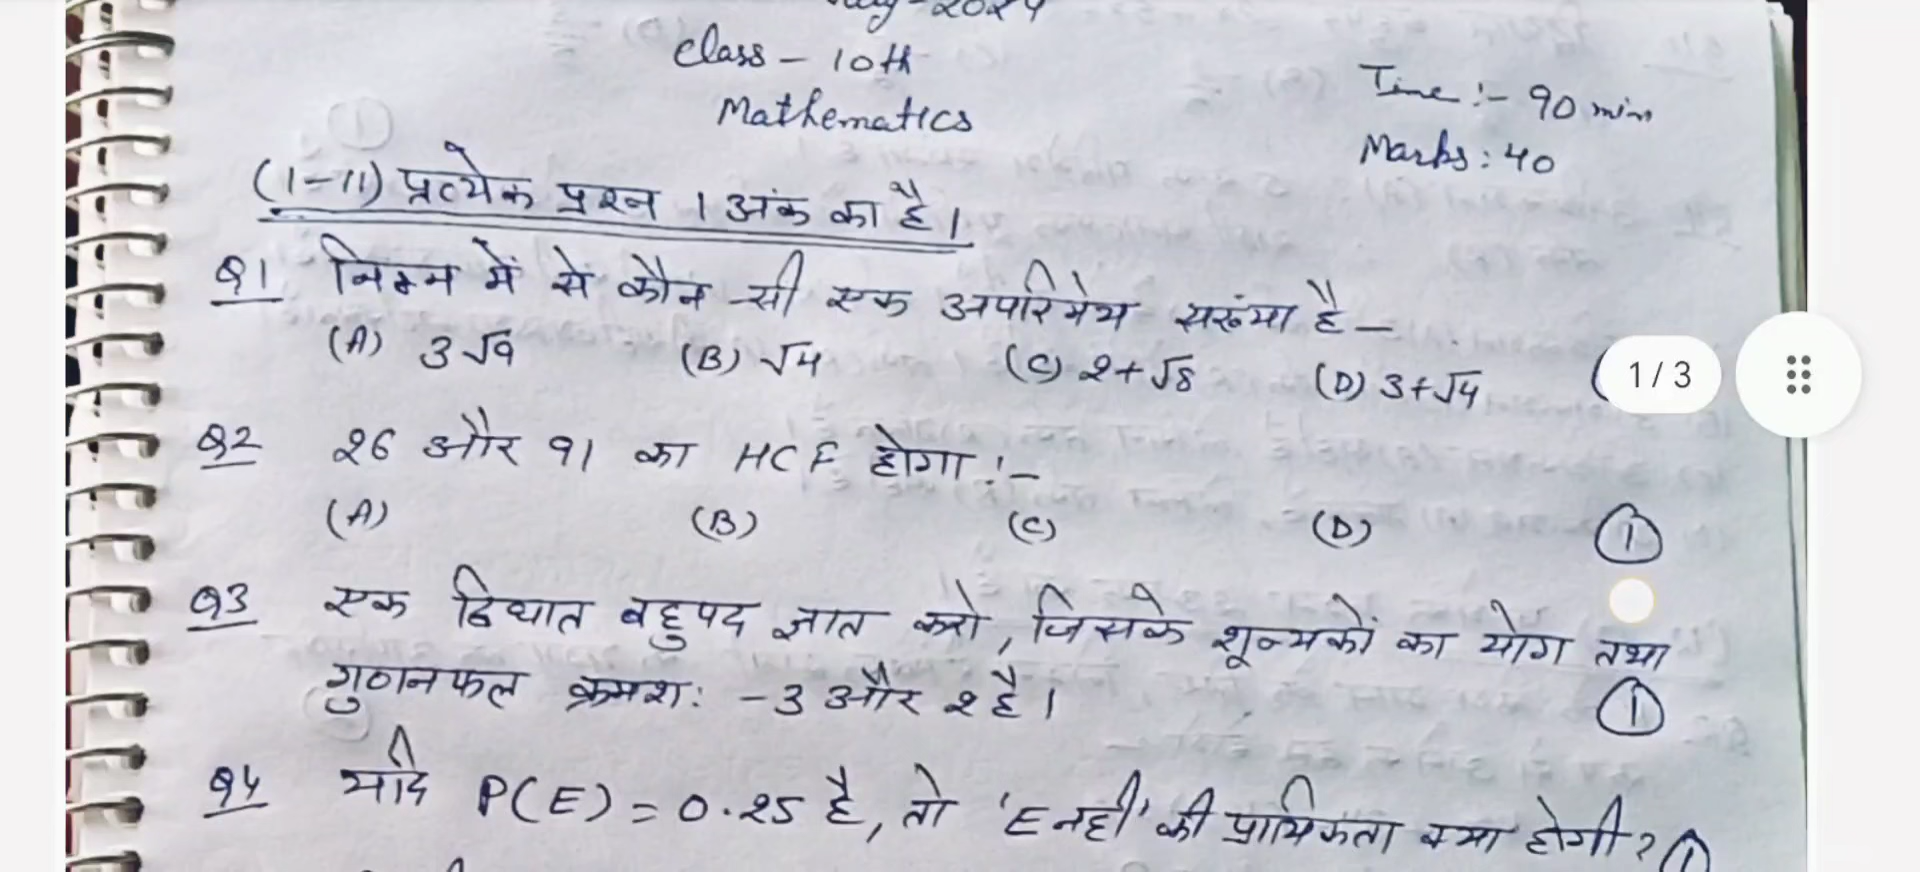 2024
Class - 10th
Mathematics
Time :- 90 min
Marks : 40
(1-11) प्रत्येक प्रश्न 1 अंक का है।
Q1 निम्न में से कौन सी एक अपरिमेय संख्या है -
(A) 3√9 (B) √4 (C) 2+√8 (D) 3+√4
1/3
Q2 26 और 91 का HCF होगा :-
(A) (B) (C) (D) 1
Q3 एक द्विघात बहुपद ज्ञात करो, जिसके शून्यकों का योग तथा
गुणनफल क्रमशः -3 और 2 है। 1
Q4 यदि P(E) = 0.25 है, तो 'E नहीं' की प्रायिकता क्या होगी? 1